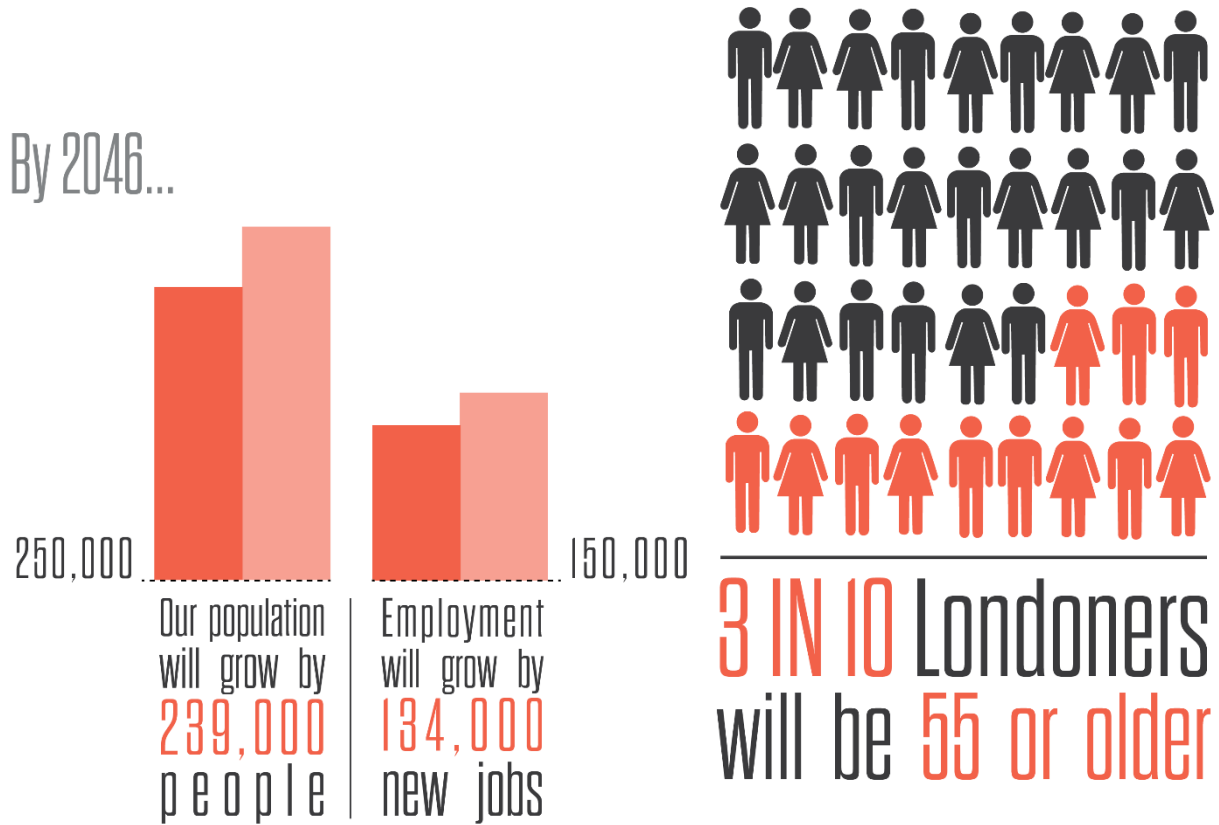 By 2046...
250,000
150,000
Our population
will grow by
239,000
people
Employment
will grow by
134,000
new jobs
3 IN 10 Londoners
will be 55 or older